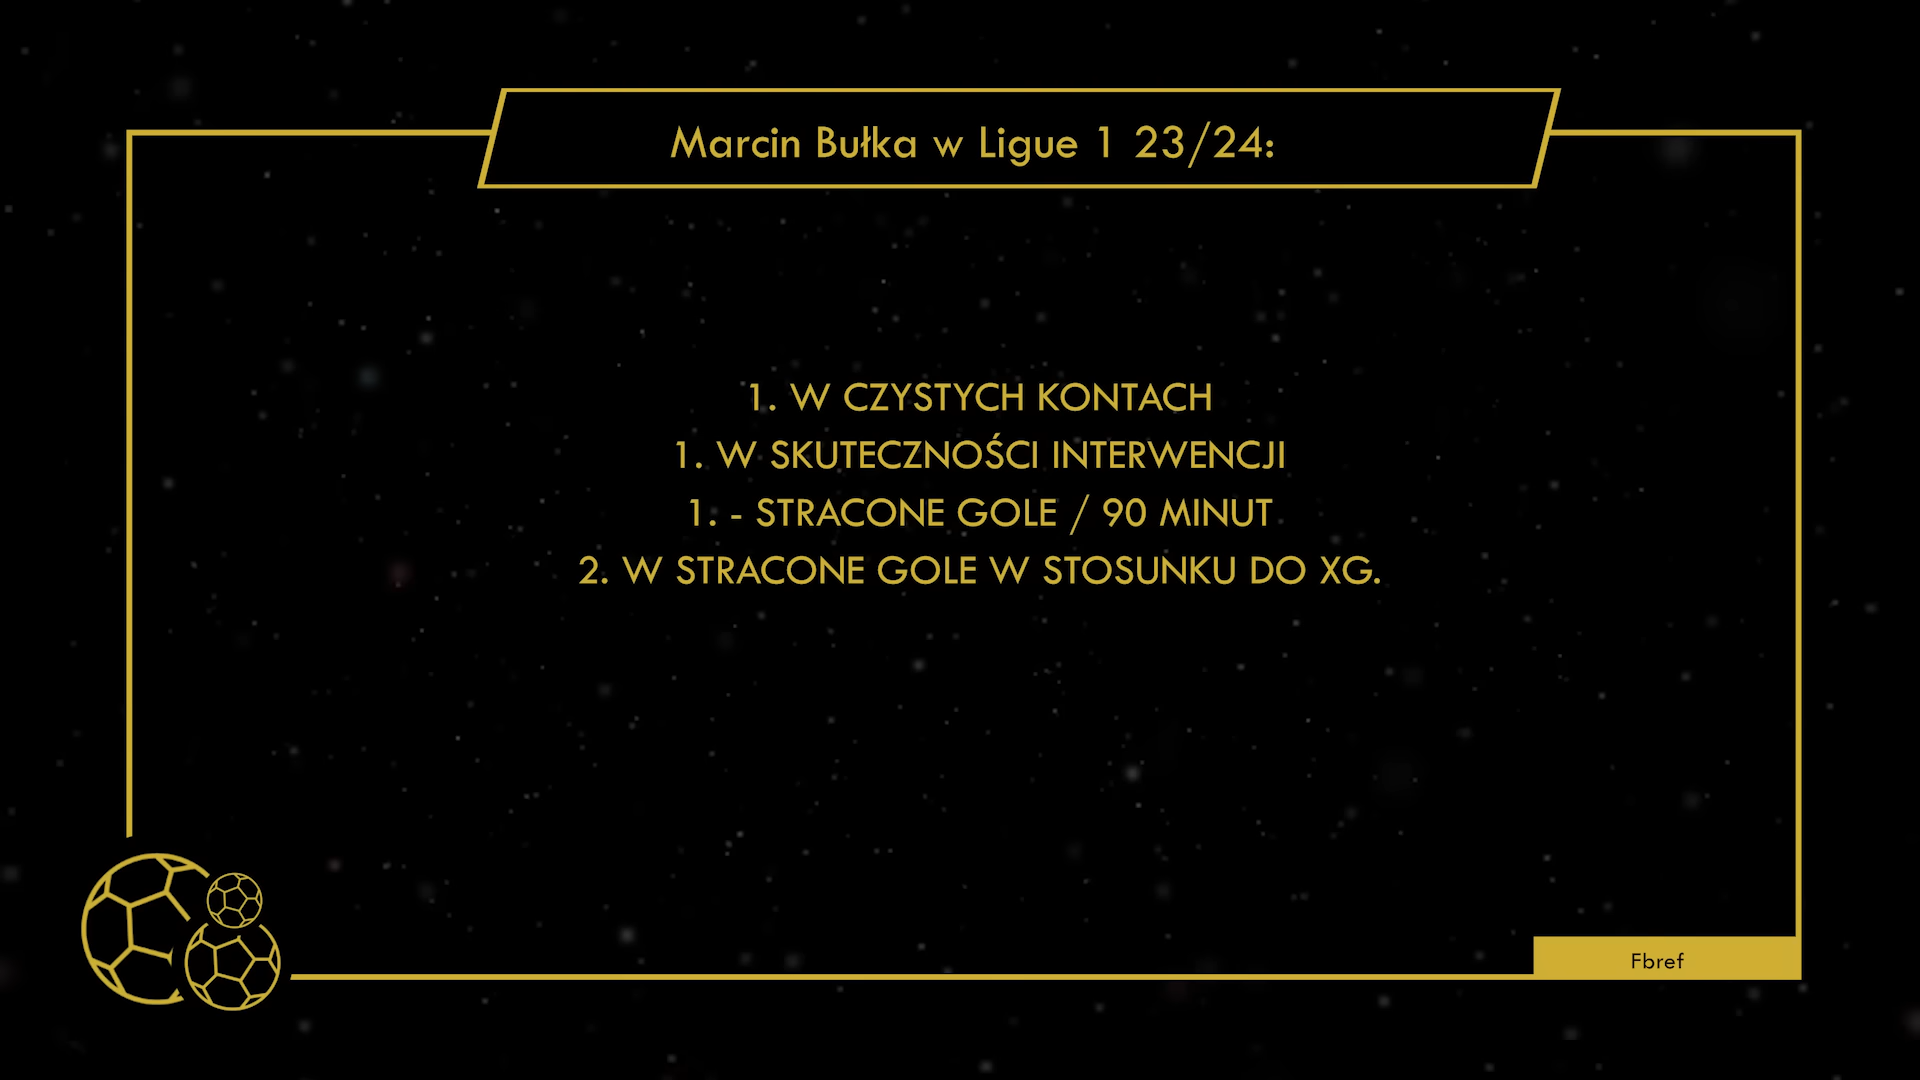 Marcin Bułka w Ligue 1 23/24:
1. W CZYSTYCH KONTACH
1. W SKUTECZNOŚCI INTERWENCJI
1. - STRACONE GOLE / 90 MINUT
2. W STRACONE GOLE W STOSUNKU DO XG.
Fbref